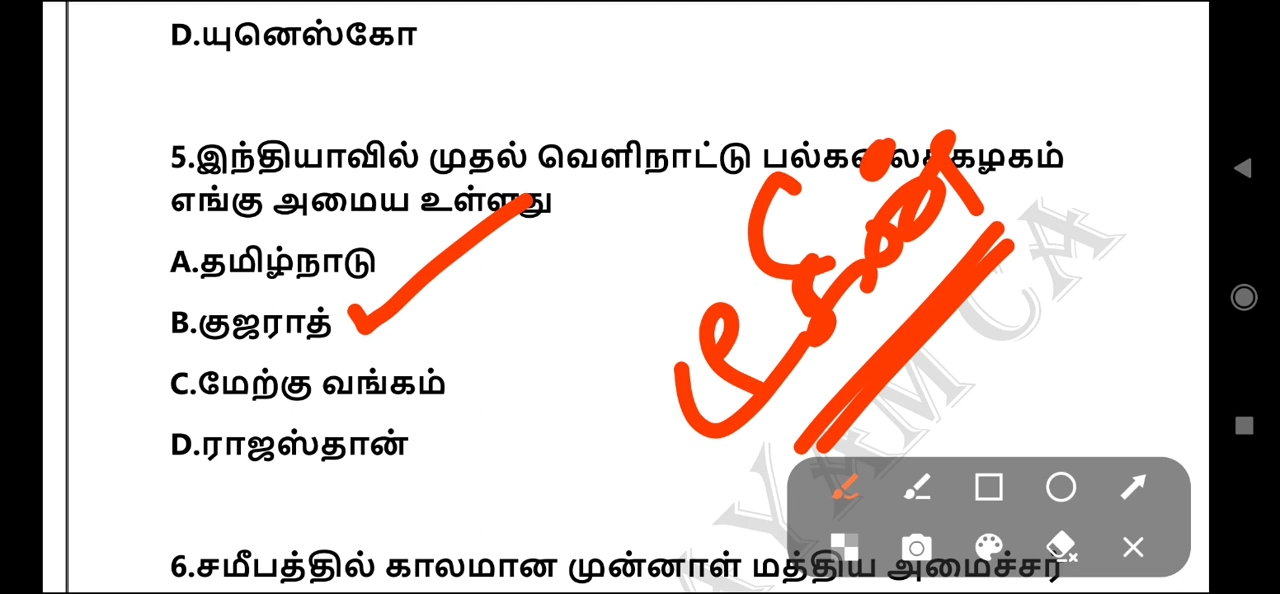 D.யுனெஸ்கோ
5.இந்தியாவில் முதல் வெளிநாட்டு பல்கலைக்கழகம்
எங்கு அமைய உள்ளது
A.தமிழ்நாடு
B.குஜராத்
C.மேற்கு வங்கம்
D.ராஜஸ்தான்
6.சமீபத்தில் காலமான முன்னாள் மத்திய அமைச்சர்